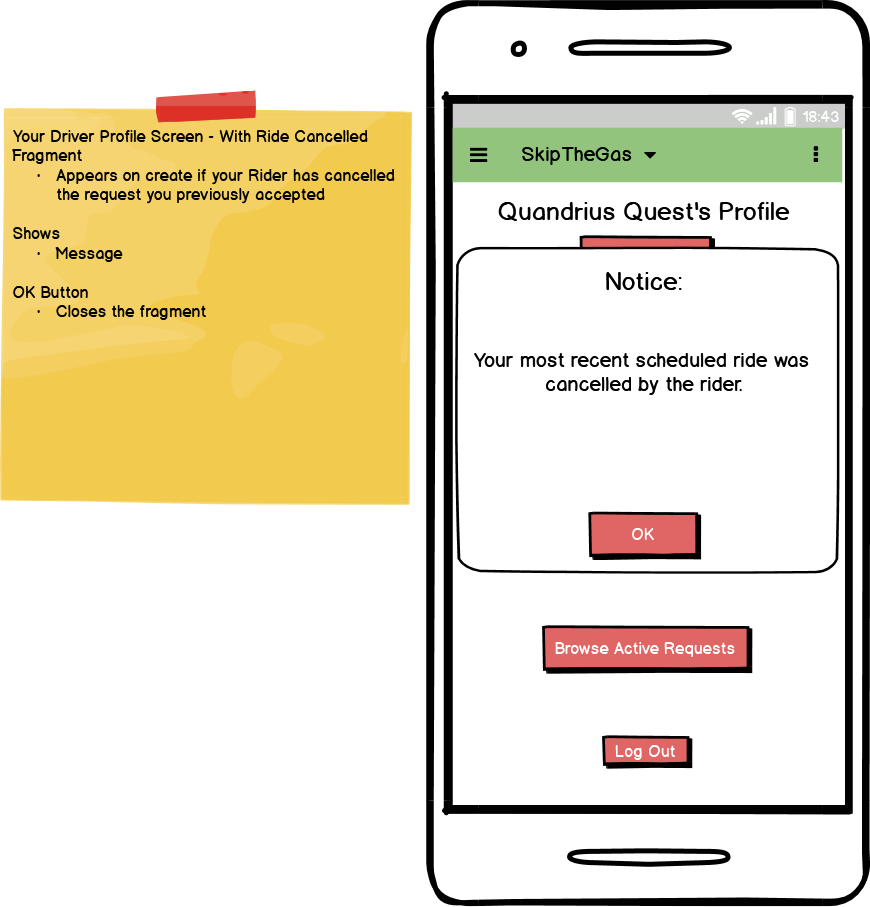 Your Driver Profile Screen - With Ride Cancelled
Fragment
· Appears on create if your Rider has cancelled
the request you previously accepted
Shows
· Message
OK Button
· Closes the fragment
18:43
SkipTheGas
Quandrius Quest's Profile
Notice:
Your most recent scheduled ride was
cancelled by the rider.
OK
Browse Active Requests
Log Out